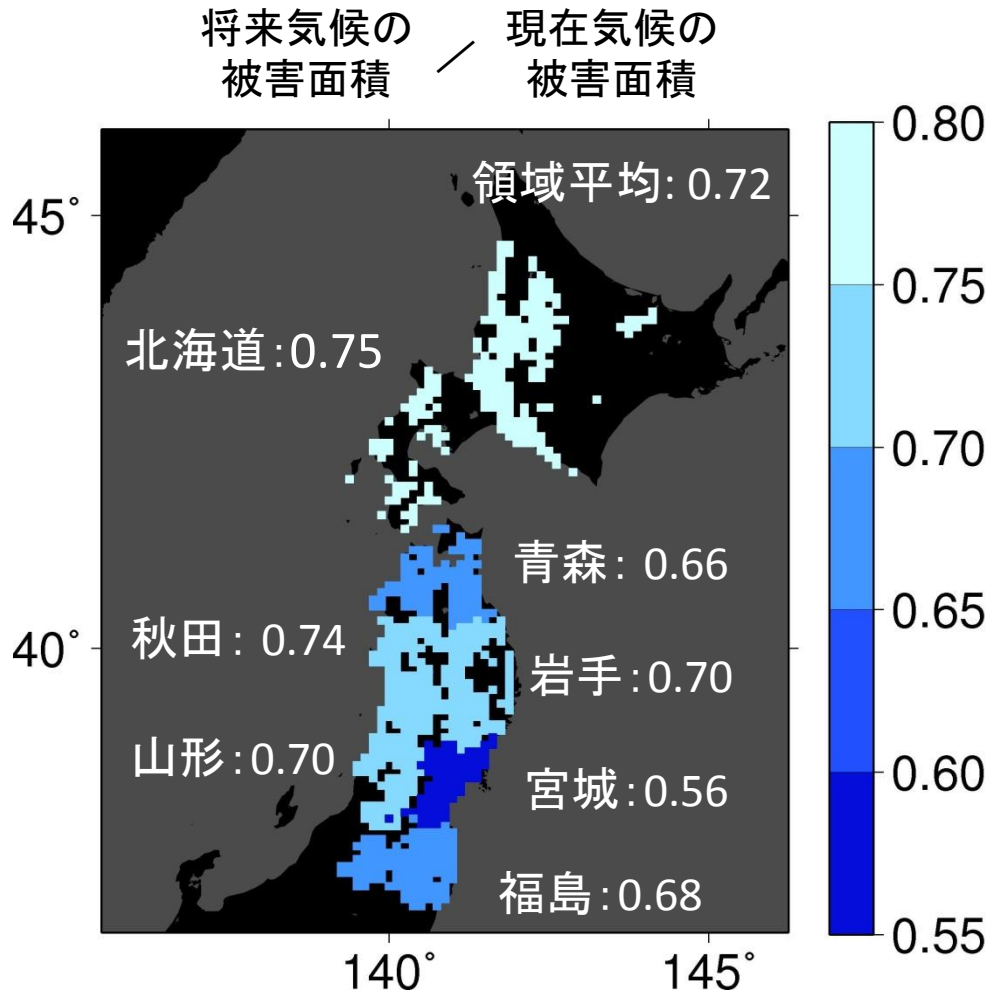 将来気候の
被害面積
／
現在気候の
被害面積
領域平均: 0.72
北海道:0.75
青森: 0.66
秋田: 0.74
岩手:0.70
山形:0.70
宮城:0.56
福島:0.68
45°
40°
140°
145°
0.80
0.75
0.70
0.65
0.60
0.55